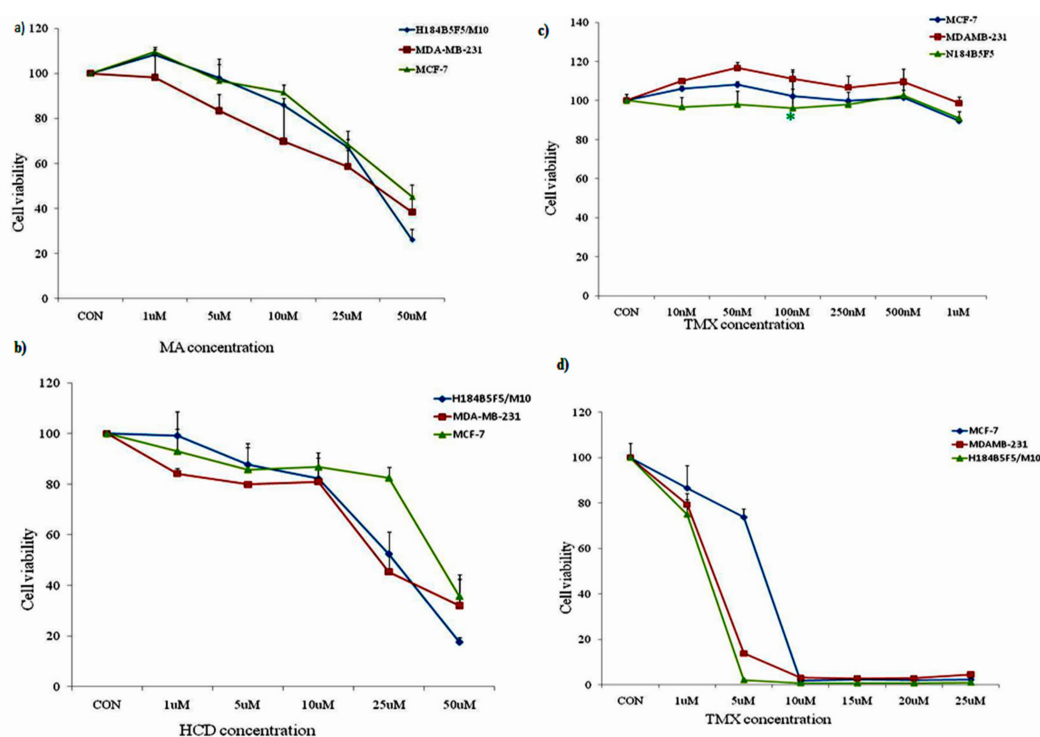 a)
120
100
80
60
40
20
0
Cell viability
H184B5F5/M10
MDA-MB-231
MCF-7
CON 1uM 5uM 10uM 25uM 50uM
MA concentration
c)
140
120
100
80
60
40
20
0
Cell viability
MCF-7
MDAMB-231
N184B5F5
*
CON 10nM 50nM 100nM 250nM 500nM 1uM
TMX concentration
b)
120
100
80
60
40
20
0
Cell viability
H184B5F5/M10
MDA-MB-231
MCF-7
CON 1uM 5uM 10uM 25uM 50uM
HCD concentration
d)
120
100
80
60
40
20
0
Cell viability
MCF-7
MDAMB-231
H184B5F5/M10
CON 1uM 5uM 10uM 15uM 20uM 25uM
TMX concentration